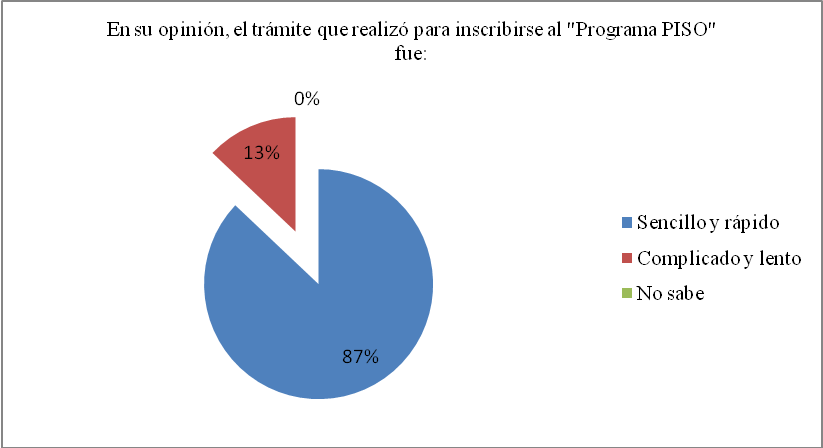 En su opinión, el trámite que realizó para inscribirse al "Programa PISO"
fue:
0%
13%
87%
Sencillo y rápido
Complicado y lento
No sabe